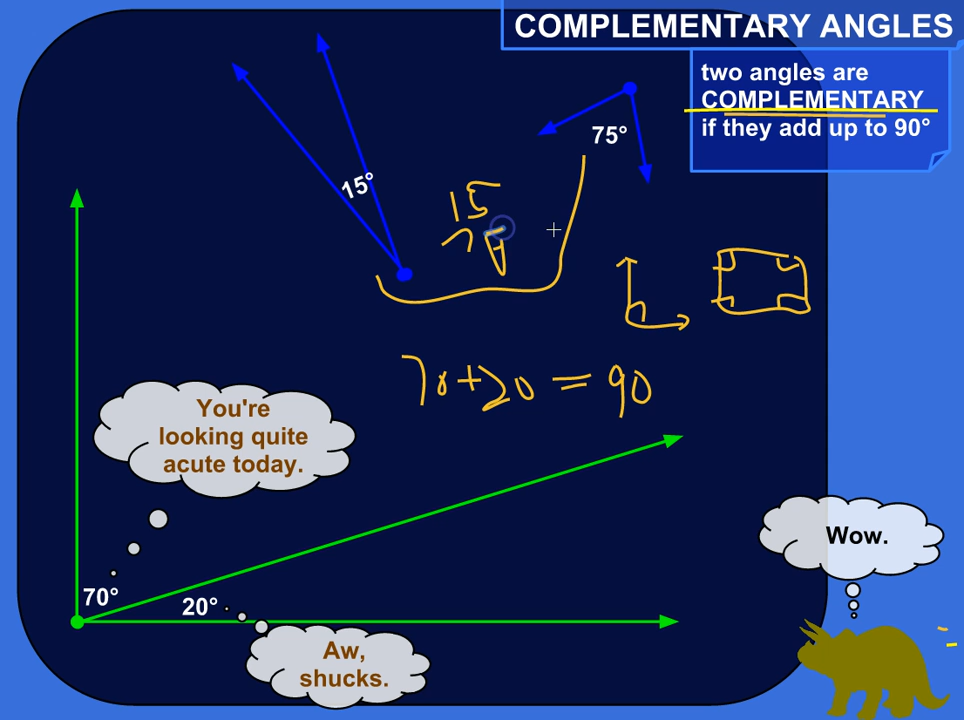 COMPLEMENTARY ANGLES
two angles are
COMPLEMENTARY
if they add up to 90°
75°
15°
15
70+20=90
You're
looking quite
acute today.
Wow.
70°
20°
Aw,
shucks.